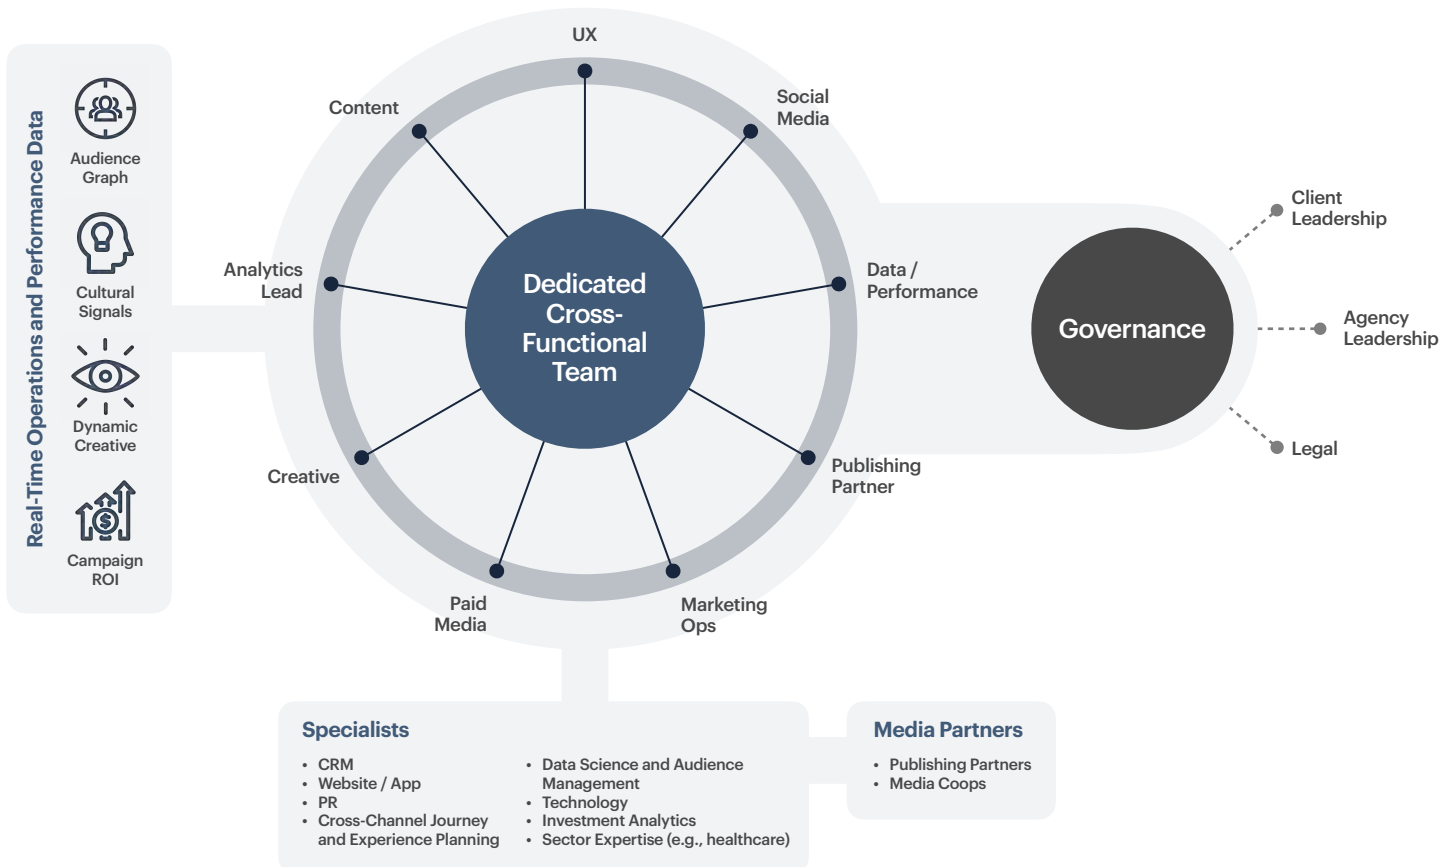 Real-Time Operations and Performance Data
Audience
Graph
Cultural
Signals
Dynamic
Creative
Campaign
ROI
UX
Content
Social
Media
Analytics
Lead
Data /
Performance
Dedicated
Cross-
Functional
Team
Creative
Publishing
Partner
Paid
Media
Marketing
Ops
Governance
Client
Leadership
Agency
Leadership
Legal
Specialists
• CRM
• Website / App
• PR
• Cross-Channel Journey
and Experience Planning
• Data Science and Audience
Management
• Technology
• Investment Analytics
• Sector Expertise (e.g., healthcare)
Media Partners
• Publishing Partners
• Media Coops